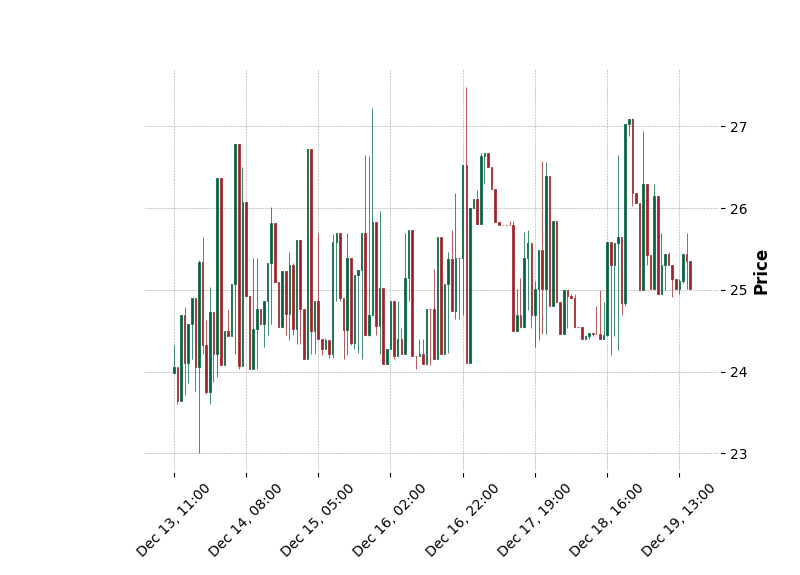 27
26
25
24
23
Price
Dec 13, 11:00
Dec 14, 08:00
Dec 15, 05:00
Dec 16, 02:00
Dec 16, 22:00
Dec 17, 19:00
Dec 18, 16:00
Dec 19, 13:00